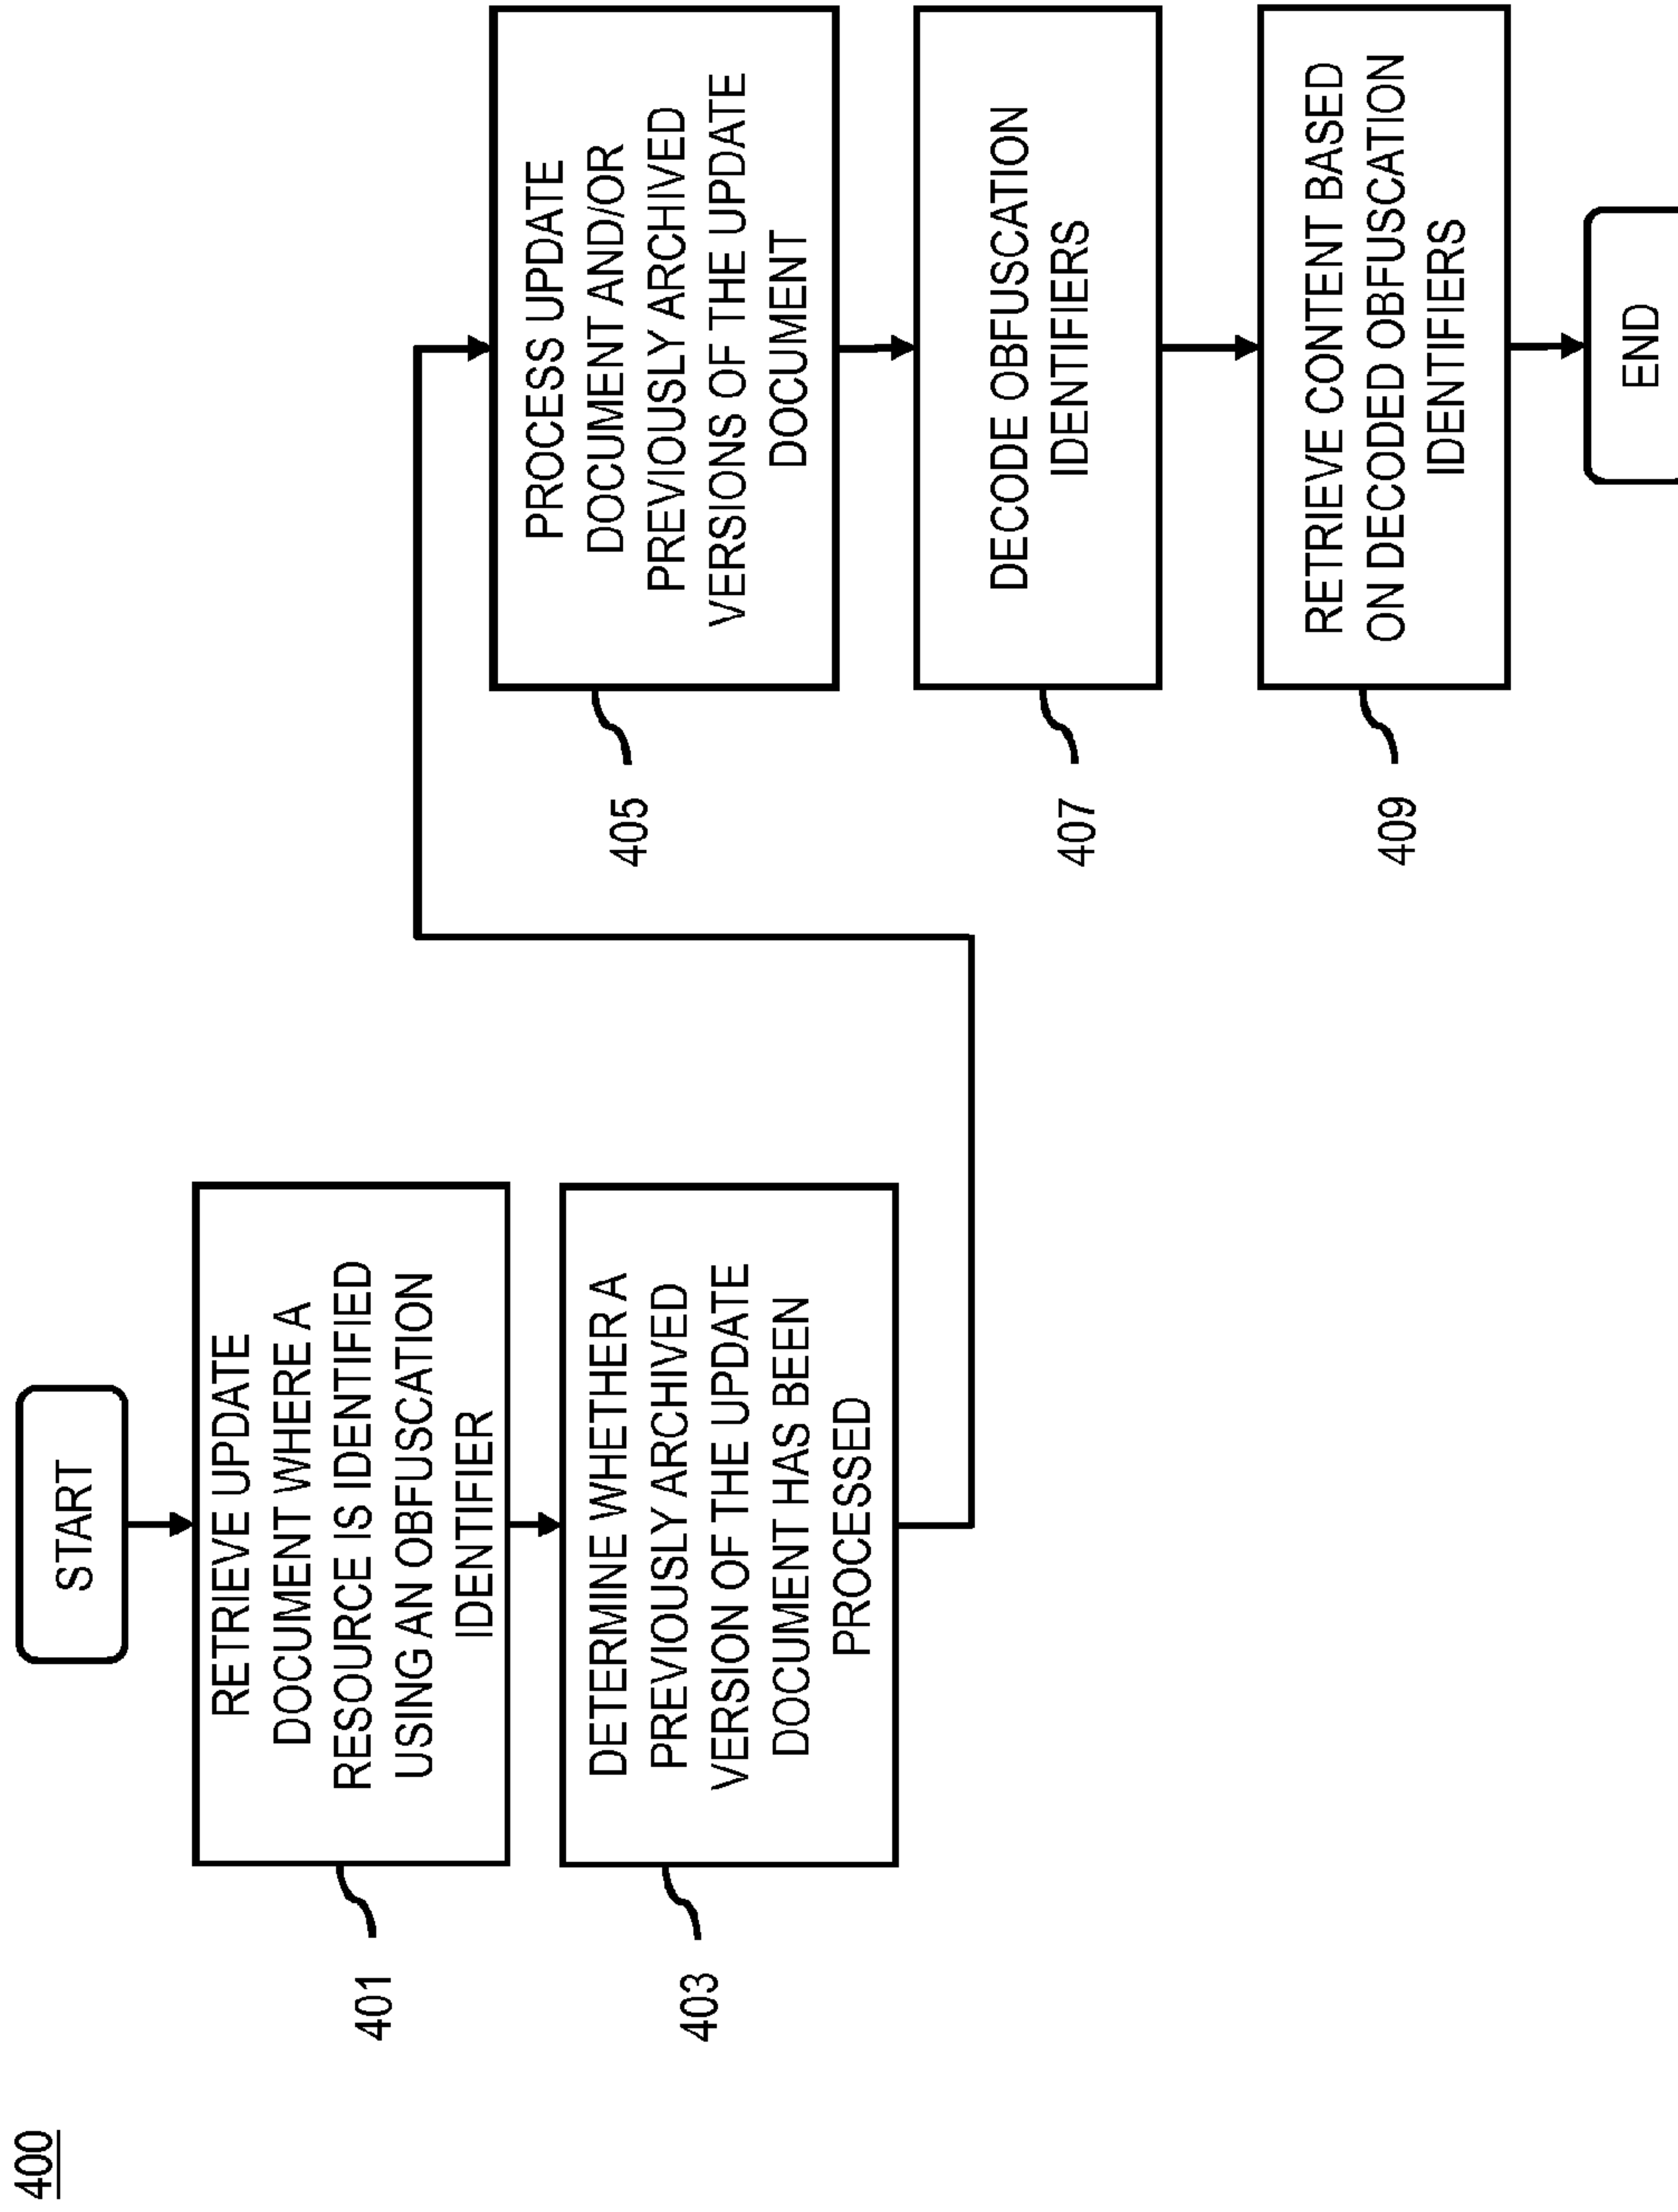 400
START
RETRIEVE UPDATE
DOCUMENT WHERE A
RESOURCE IS IDENTIFIED
USING AN OBFUSCATION
IDENTIFIER
401
DETERMINE WHETHER A
PREVIOUSLY ARCHIVED
VERSION OF THE UPDATE
DOCUMENT HAS BEEN
PROCESSED
403
PROCESS UPDATE
DOCUMENT AND/OR
PREVIOUSLY ARCHIVED
VERSIONS OF THE UPDATE
DOCUMENT
405
DECODE OBFUSCATION
IDENTIFIERS
407
RETRIEVE CONTENT BASED
ON DECODED OBFUSCATION
IDENTIFIERS
409
END